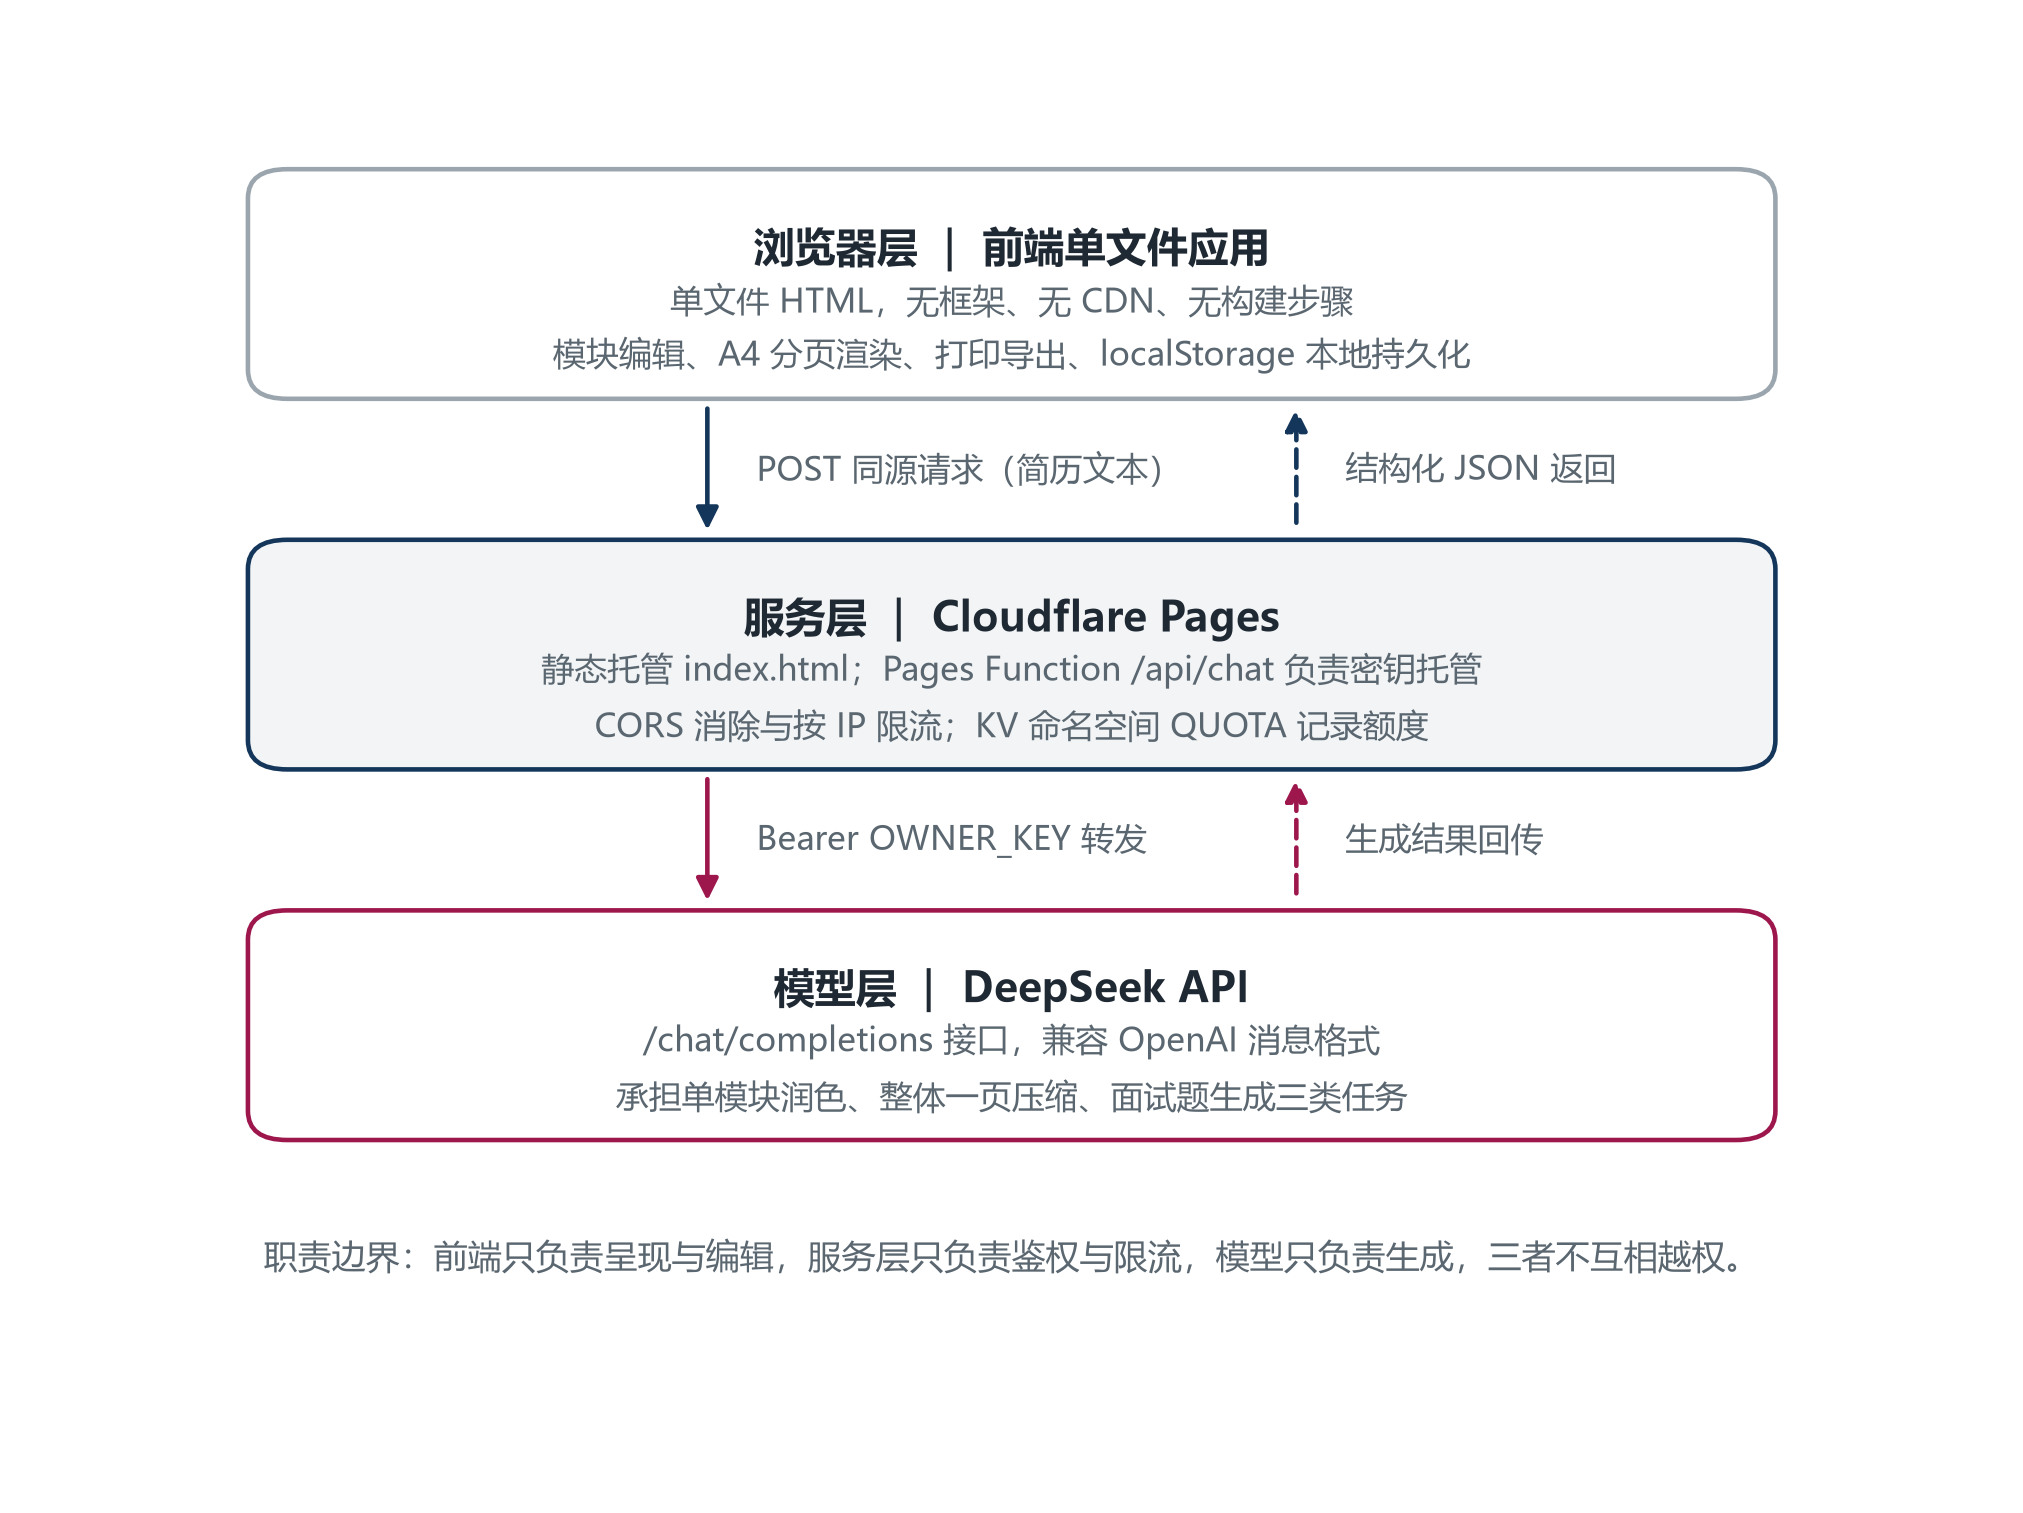 浏览器层 | 前端单文件应用
单文件 HTML，无框架、无 CDN、无构建步骤
模块编辑、A4 分页渲染、打印导出、localStorage 本地持久化
POST 同源请求（简历文本）
结构化 JSON 返回
服务层 | Cloudflare Pages
静态托管 index.html；Pages Function /api/chat 负责密钥托管
CORS 消除与按 IP 限流；KV 命名空间 QUOTA 记录额度
Bearer OWNER_KEY 转发
生成结果回传
模型层 | DeepSeek API
/chat/completions 接口，兼容 OpenAI 消息格式
承担单模块润色、整体一页压缩、面试题生成三类任务
职责边界：前端只负责呈现与编辑，服务层只负责鉴权与限流，模型只负责生成，三者不互相越权。